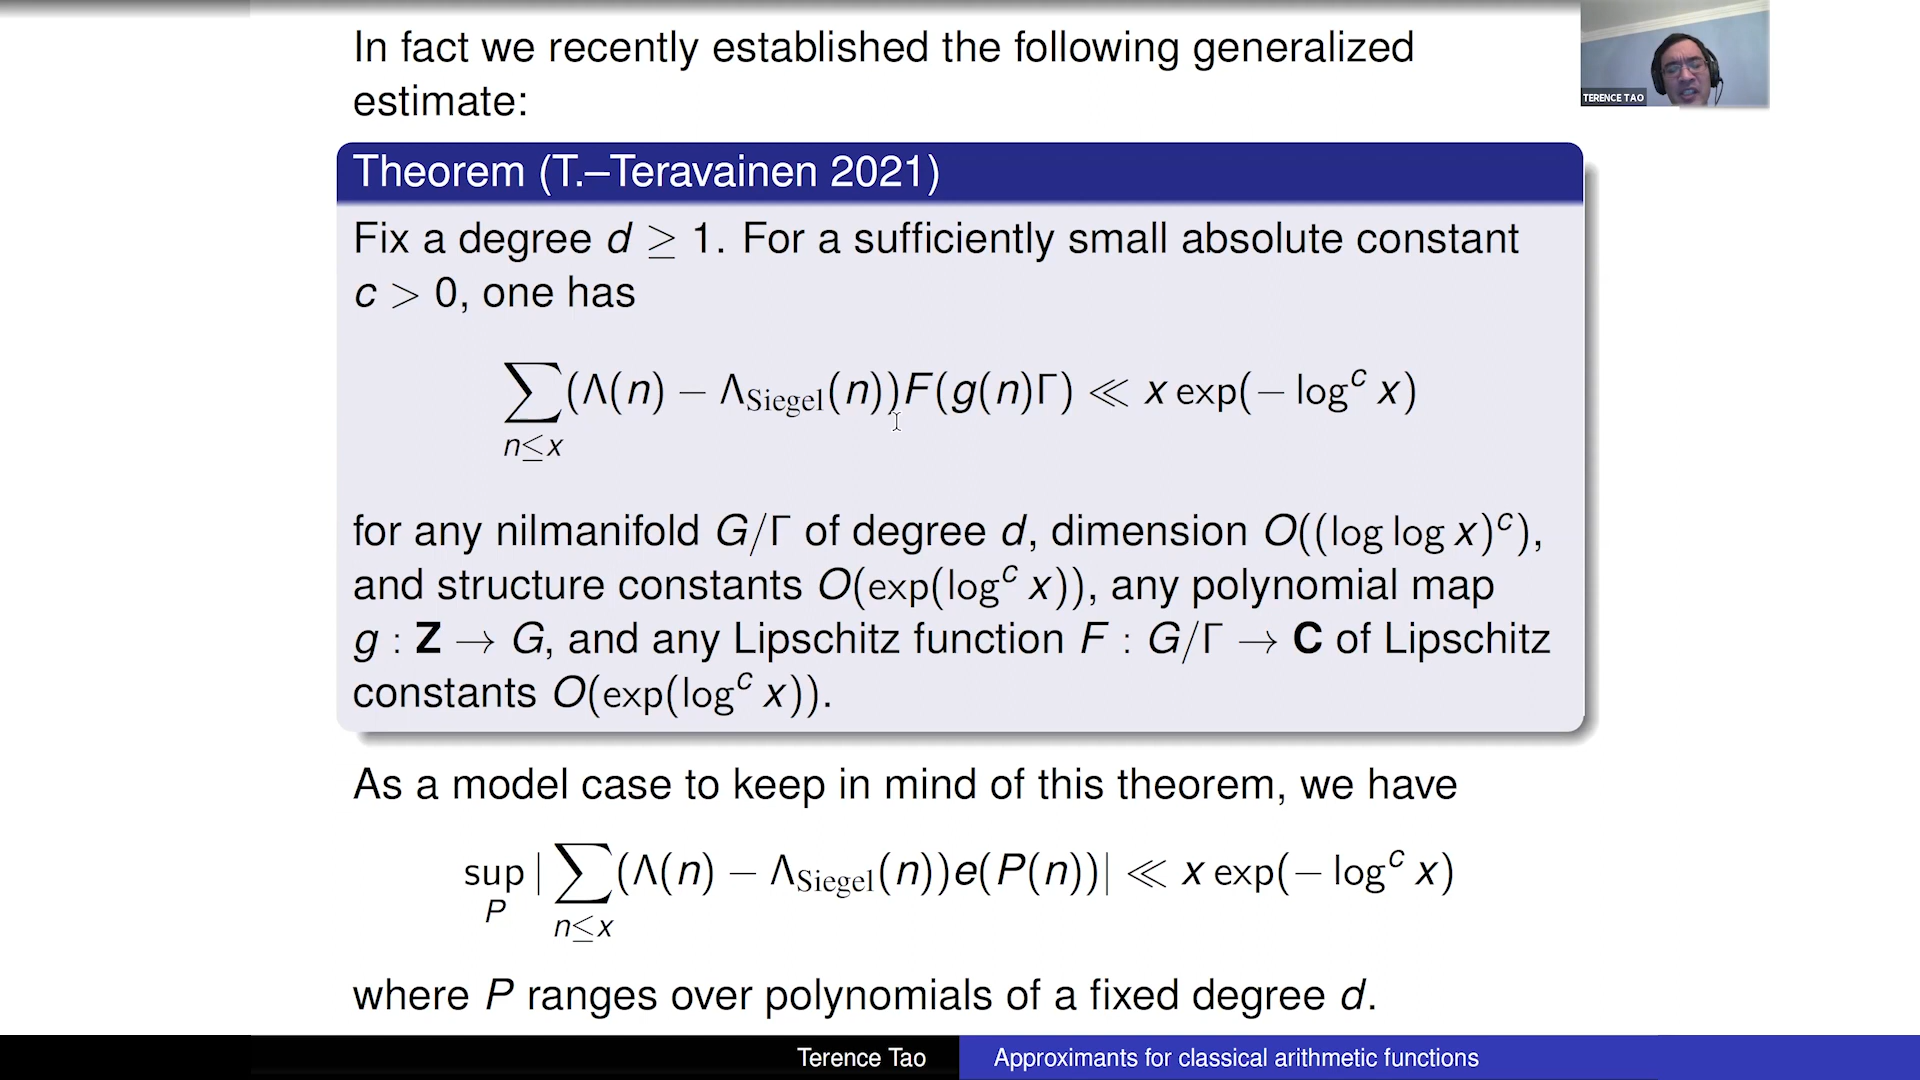 In fact we recently established the following generalized
estimate:
TERENCE TAO
Theorem (T.–Teravainen 2021)
Fix a degree d ≥ 1. For a sufficiently small absolute constant
c > 0, one has
∑_{n≤x} (Λ(n) − Λ_Siegel(n))F(g(n)Γ) ≪ x exp(− log^c x)
for any nilmanifold G/Γ of degree d, dimension O((log log x)^c),
and structure constants O(exp(log^c x)), any polynomial map
g : Z → G, and any Lipschitz function F : G/Γ → C of Lipschitz
constants O(exp(log^c x)).
As a model case to keep in mind of this theorem, we have
sup_P | ∑_{n≤x} (Λ(n) − Λ_Siegel(n))e(P(n))| ≪ x exp(− log^c x)
where P ranges over polynomials of a fixed degree d.
Terence Tao
Approximants for classical arithmetic functions